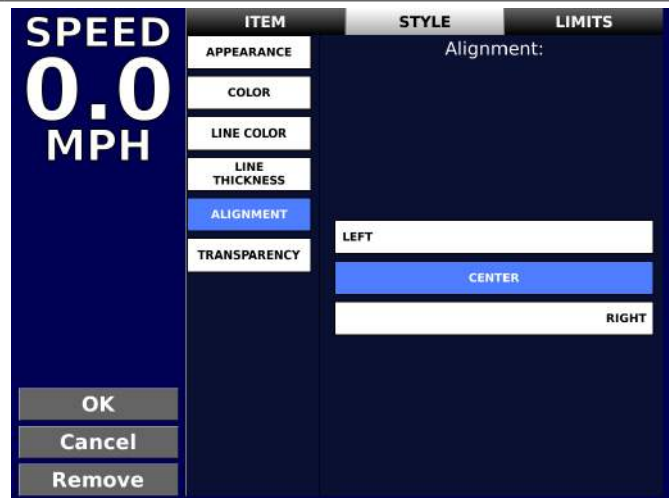 SPEED
0.0
MPH
OK
Cancel
Remove
ITEM
STYLE
LIMITS
APPEARANCE
COLOR
LINE COLOR
LINE
THICKNESS
ALIGNMENT
TRANSPARENCY
Alignment:
LEFT
CENTER
RIGHT